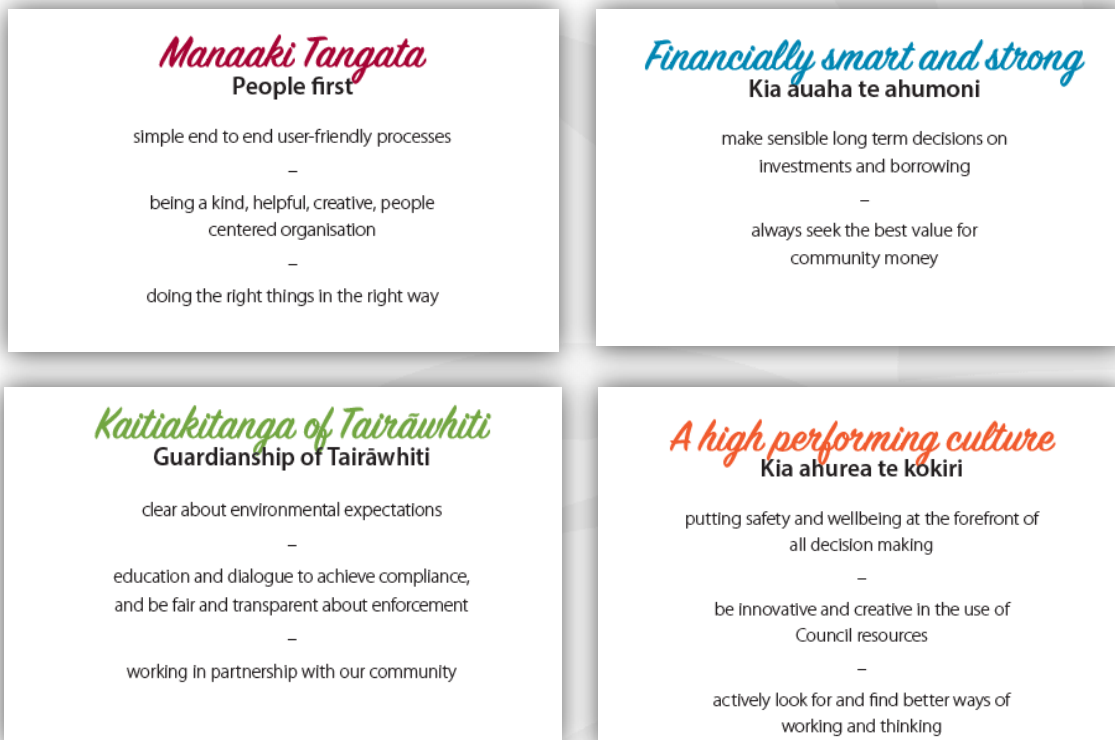 Manaaki Tangata
People first
simple end to end user-friendly processes
–
being a kind, helpful, creative, people
centered organisation
–
doing the right things in the right way
Financially smart and strong
Kia auaha te ahumoni
make sensible long term decisions on
investments and borrowing
–
always seek the best value for
community money
Kaitiakitanga of Tairāwhiti
Guardianship of Tairāwhiti
clear about environmental expectations
–
education and dialogue to achieve compliance,
and be fair and transparent about enforcement
–
working in partnership with our community
A high performing culture
Kia ahurea te kokiri
putting safety and wellbeing at the forefront of
all decision making
–
be innovative and creative in the use of
Council resources
–
actively look for and find better ways of
working and thinking